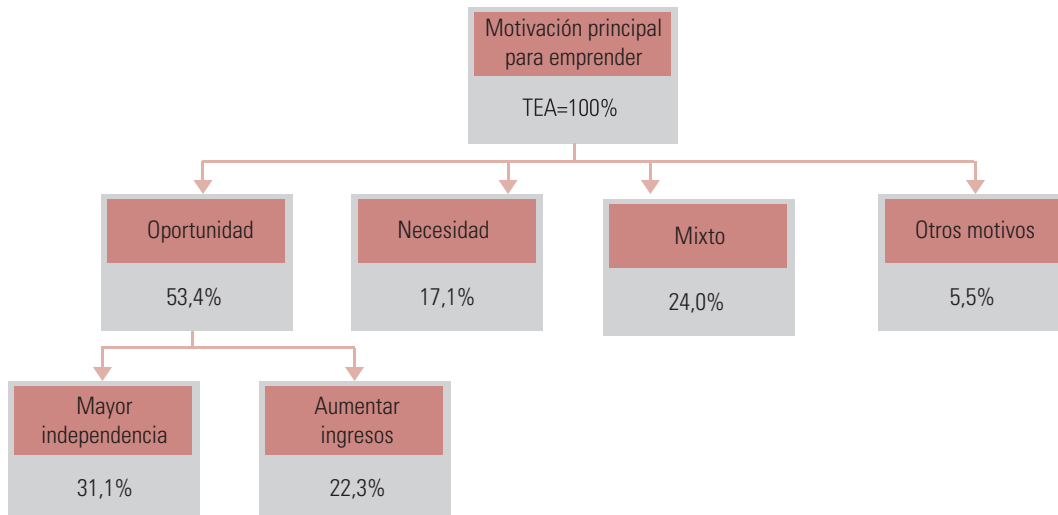 Motivación principal
para emprender
TEA=100%
Oportunidad
53,4%
Necesidad
17,1%
Mixto
24,0%
Otros motivos
5,5%
Mayor
independencia
31,1%
Aumentar
ingresos
22,3%